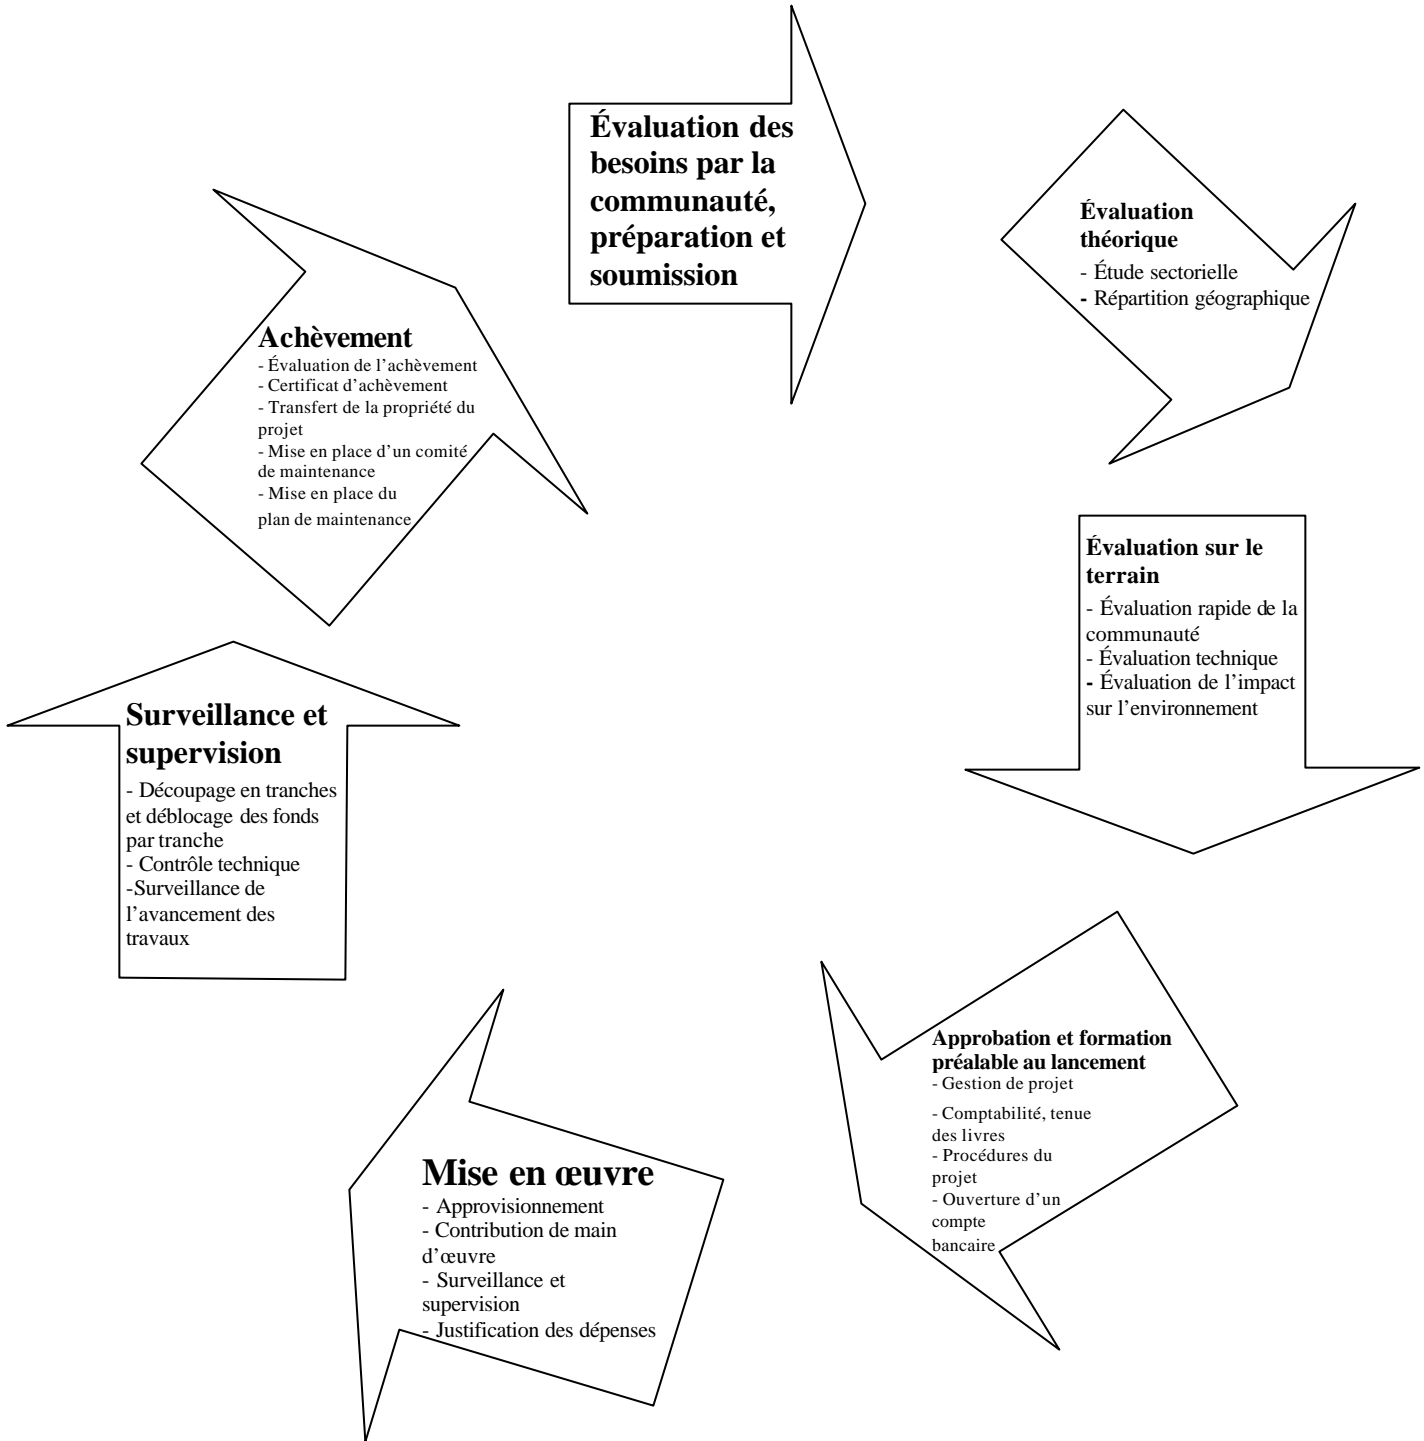 Évaluation des
besoins par la
communauté,
préparation et
soumission
Évaluation
théorique
- Étude sectorielle
- Répartition géographique
Évaluation sur le
terrain
- Évaluation rapide de la
communauté
- Évaluation technique
- Évaluation de l’impact
sur l’environnement
Approbation et formation
préalable au lancement
- Gestion de projet
- Comptabilité, tenue
des livres
- Procédures du
projet
- Ouverture d’un
compte
bancaire
Mise en œuvre
- Approvisionnement
- Contribution de main
d’œuvre
- Surveillance et
supervision
- Justification des dépenses
Surveillance et
supervision
- Découpage en tranches
et déblocage des fonds
par tranche
- Contrôle technique
-Surveillance de
l’avancement des
travaux
Achèvement
- Évaluation de l’achèvement
- Certificat d’achèvement
- Transfert de la propriété du
projet
- Mise en place d’un comité
de maintenance
- Mise en place du
plan de maintenance